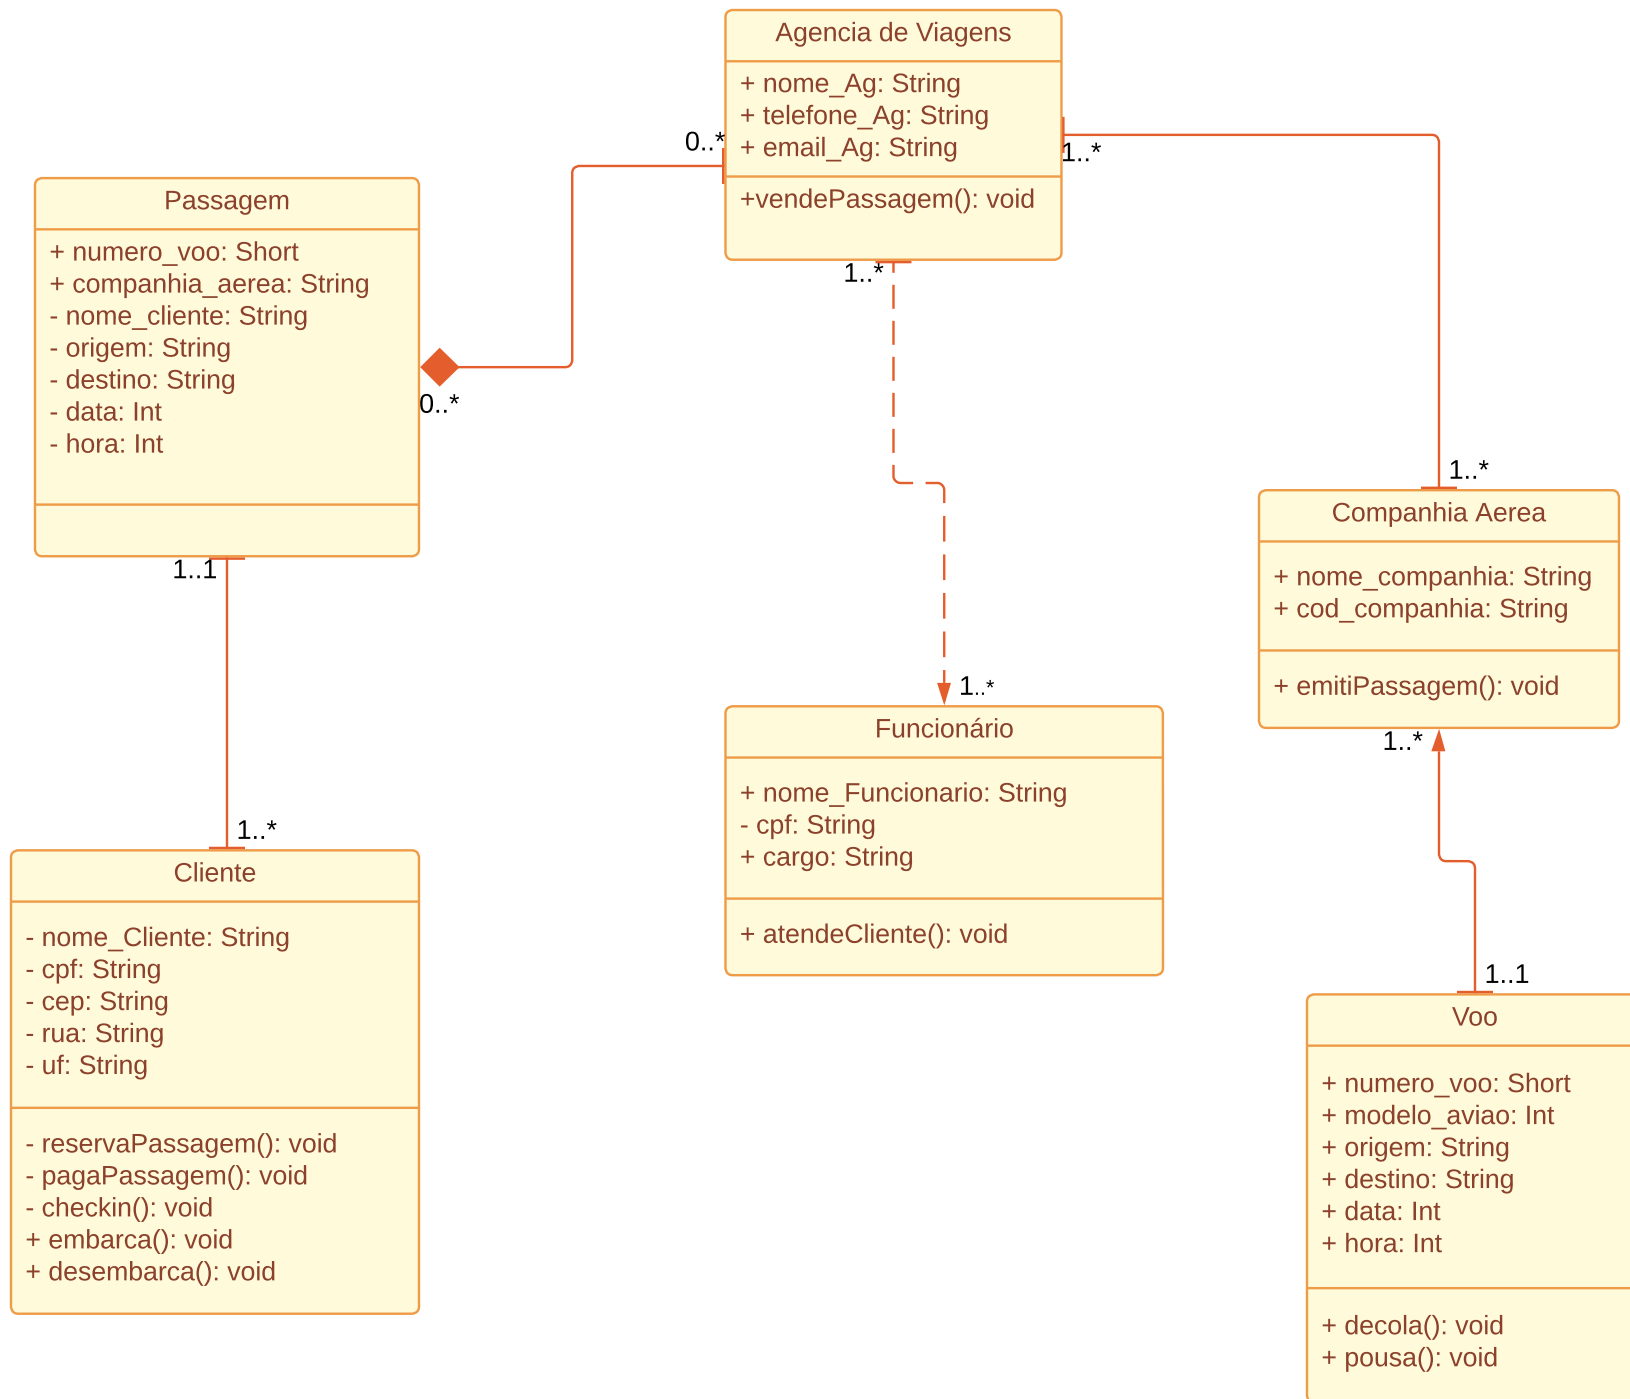 Agencia de Viagens
+ nome_Ag: String
+ telefone_Ag: String
+ email_Ag: String
+vendePassagem(): void
0..*
1..*
1..*
Passagem
+ numero_voo: Short
+ companhia_aerea: String
- nome_cliente: String
- origem: String
- destino: String
- data: Int
- hora: Int
0..*
1..1
1..*
Companhia Aerea
+ nome_companhia: String
+ cod_companhia: String
+ emitiPassagem(): void
1..*
1..*
Funcionário
+ nome_Funcionario: String
- cpf: String
+ cargo: String
+ atendeCliente(): void
1..*
Cliente
- nome_Cliente: String
- cpf: String
- cep: String
- rua: String
- uf: String
- reservaPassagem(): void
- pagaPassagem(): void
- checkin(): void
+ embarca(): void
+ desembarca(): void
1..1
Voo
+ numero_voo: Short
+ modelo_aviao: Int
+ origem: String
+ destino: String
+ data: Int
+ hora: Int
+ decola(): void
+ pousa(): void